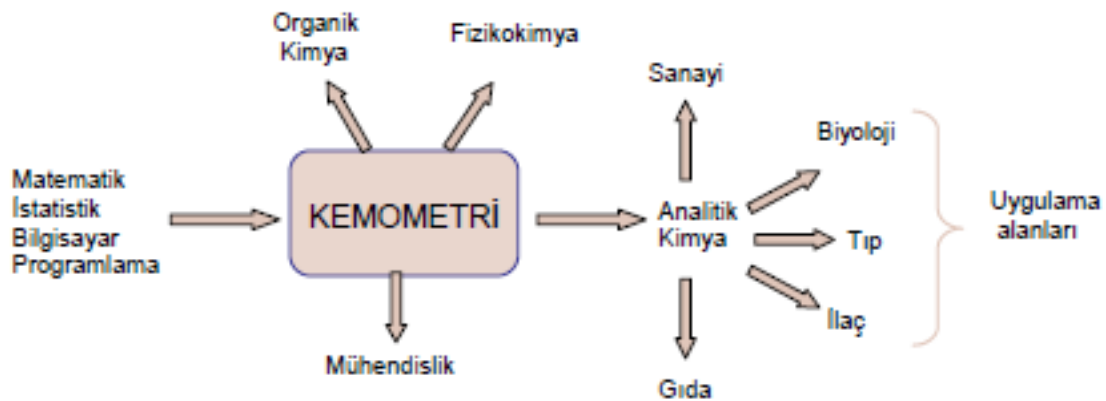 Organik
Kimya
Fizikokimya
Sanayi
Biyoloji
Matematik
İstatistik
Bilgisayar
Programlama
KEMOMETRİ
Analitik
Kimya
Tıp
Uygulama
alanları
İlaç
Mühendislik
Gıda